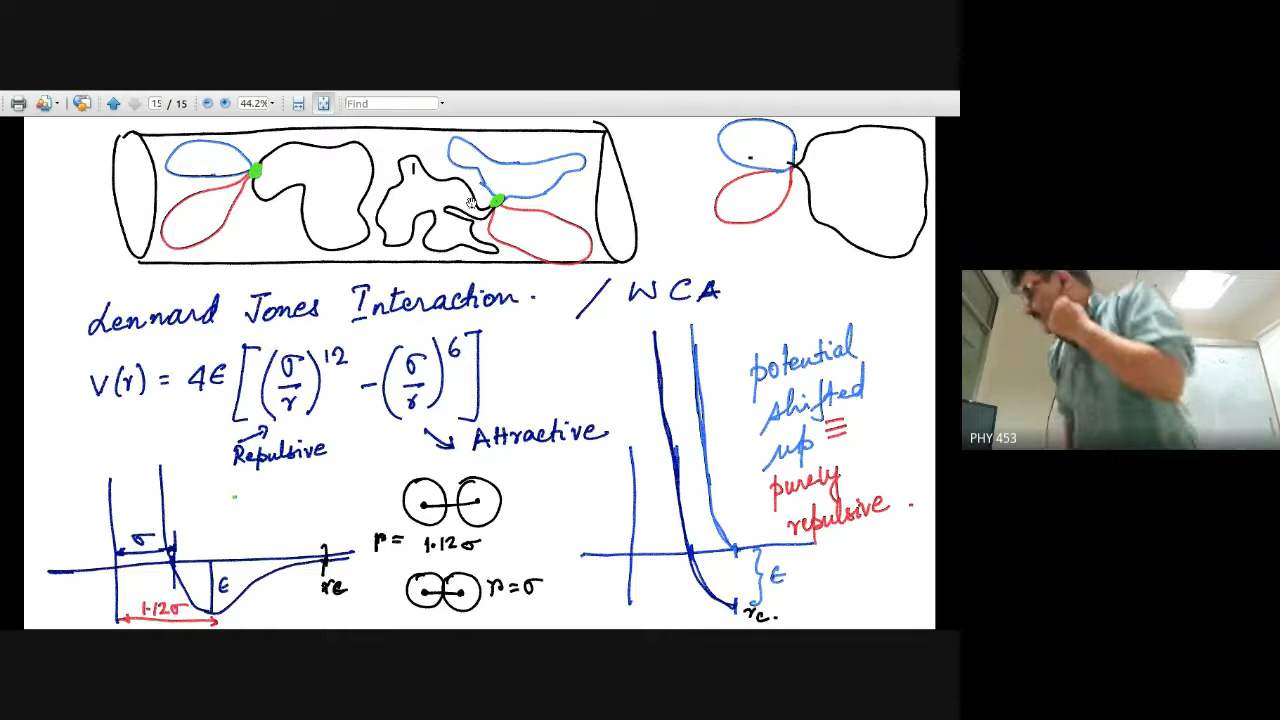 15 / 15 44.2% Find
Lennard Jones Interaction. / WCA
V(r) = 4ϵ [ (σ/r)^12 - (σ/r)^6 ]
Repulsive
Attractive
potential
shifted
up ≡
purely
repulsive.
σ
ϵ
1.12σ
rc
r = 1.12σ
r = σ
ϵ
rc.
PHY 453